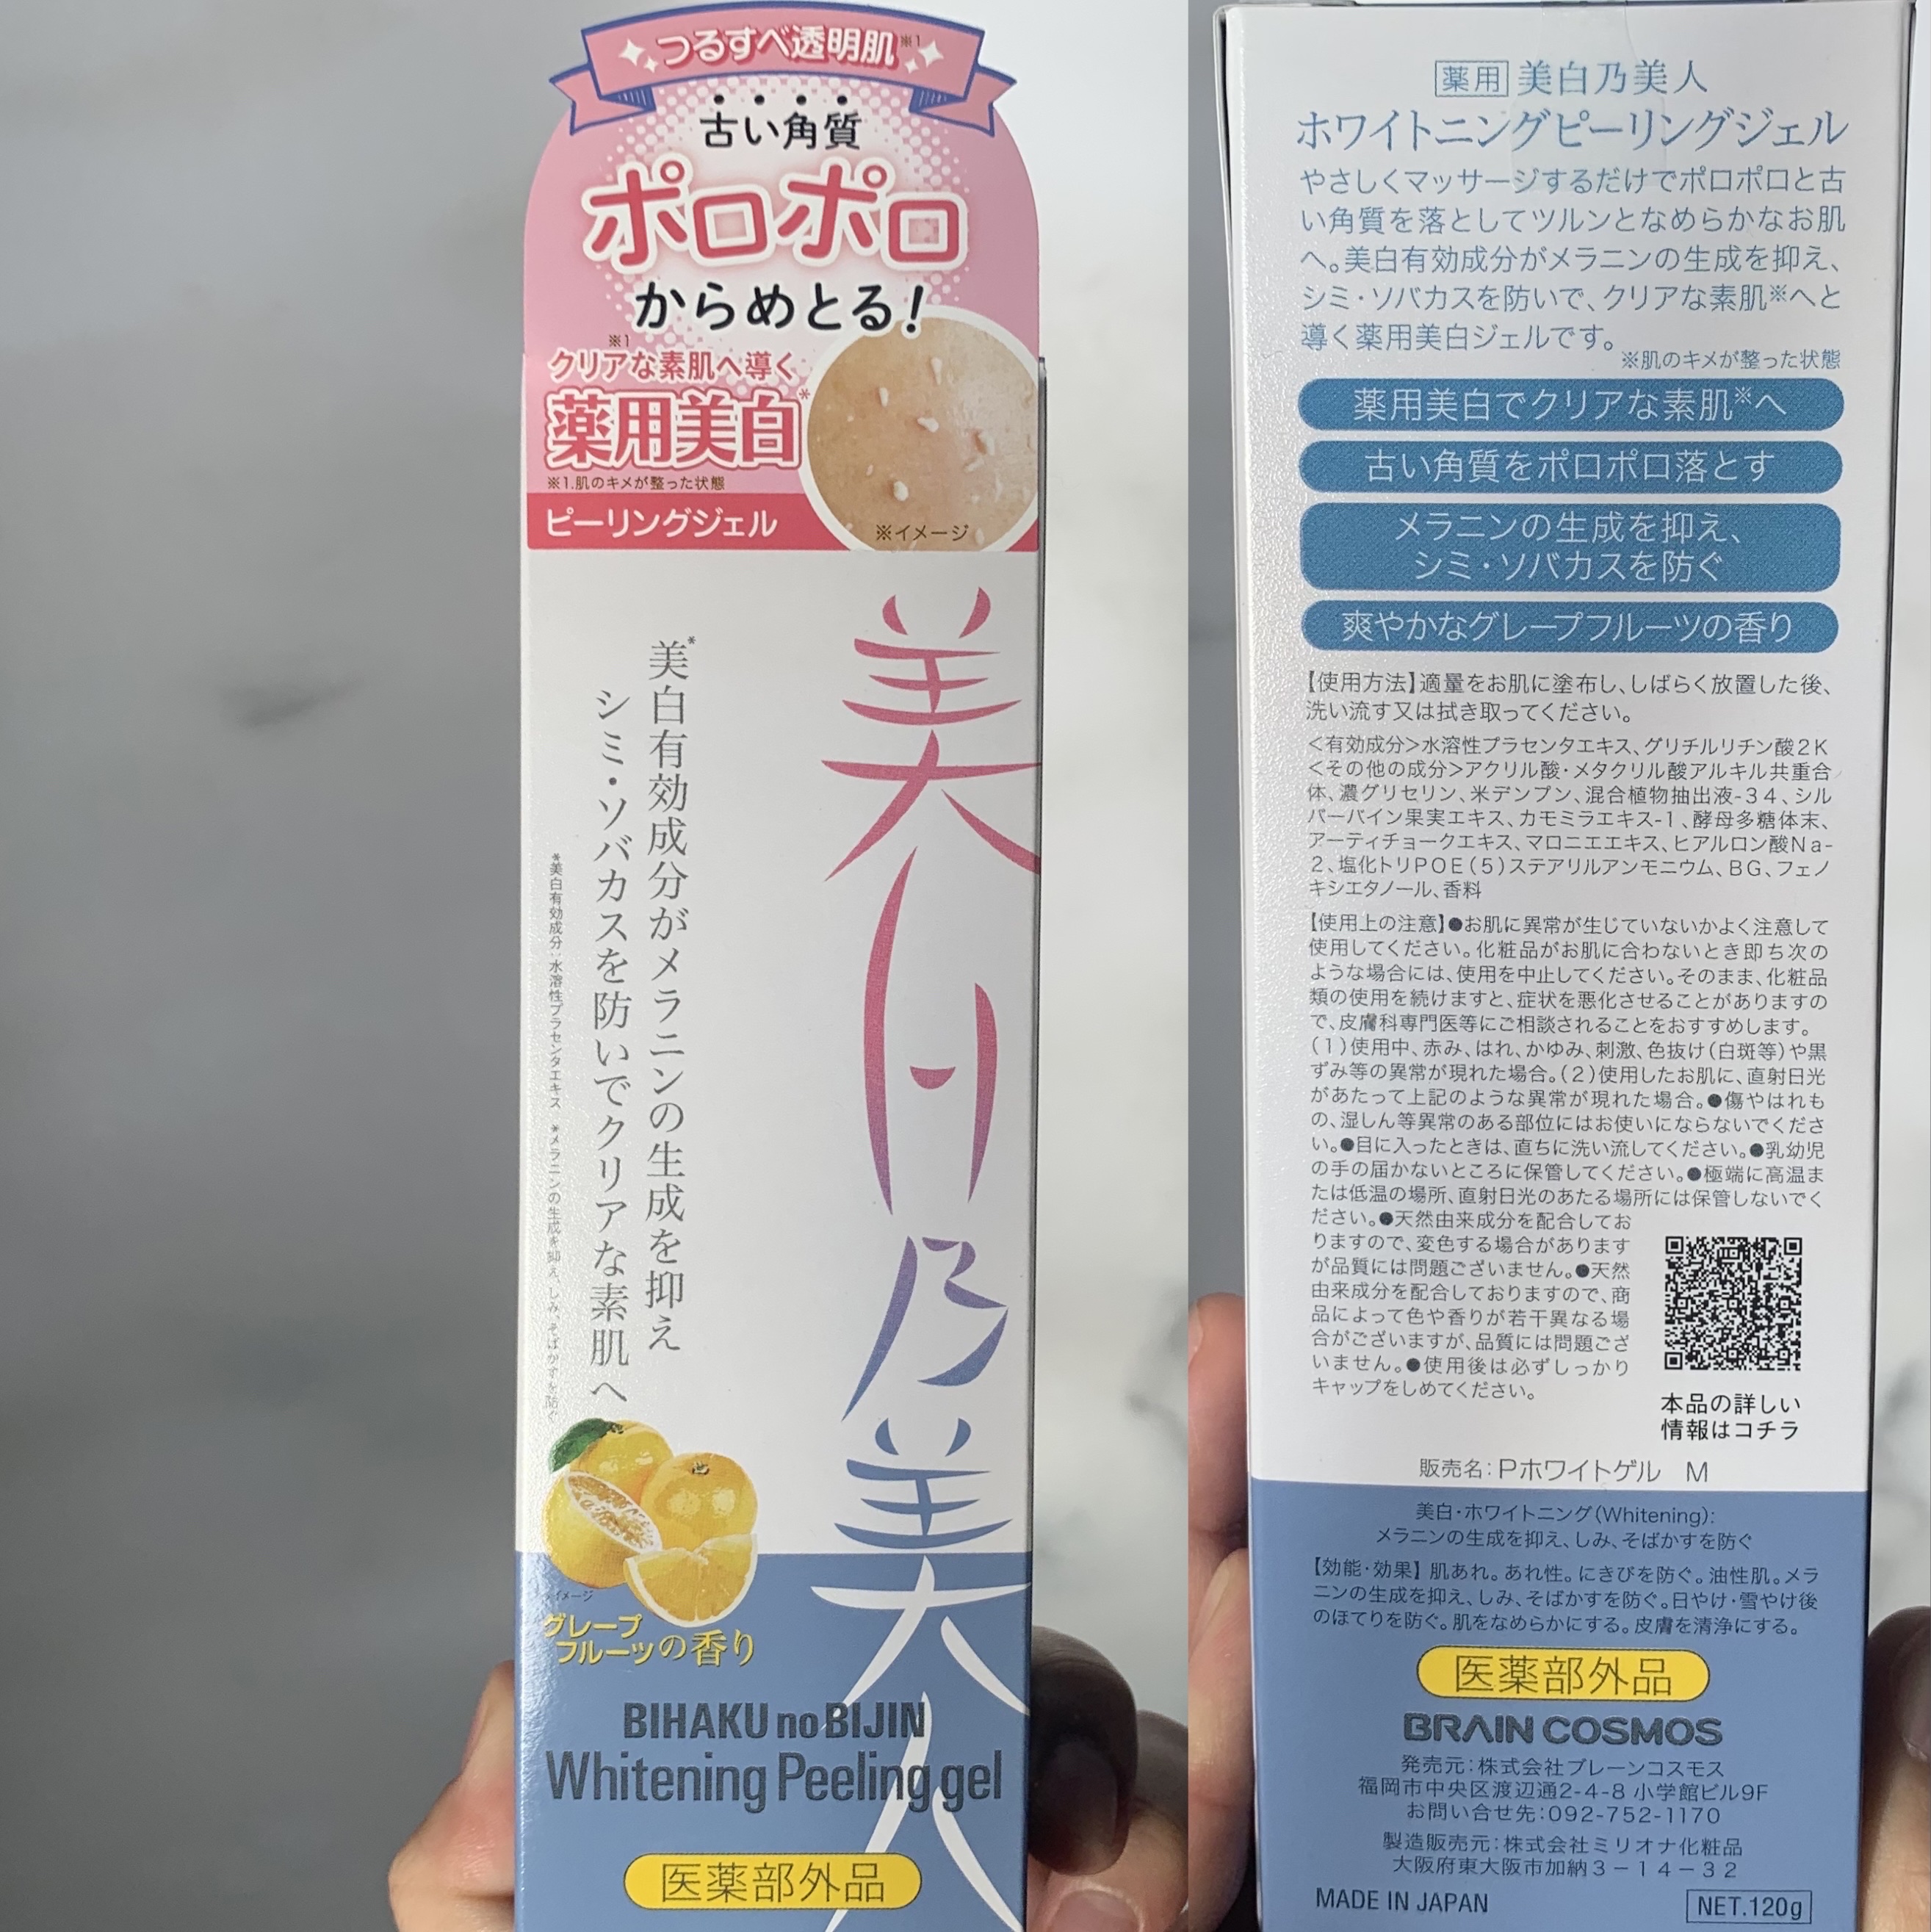 つるすべ透明肌※1
古い角質
ポロポロ
からめとる!
※1
クリアな素肌へ導く
薬用美白*
※1.肌のキメが整った状態
ピーリングジェル
※イメージ
美白乃美人
美白*有効成分がメラニンの生成を抑え
シミ・ソバカスを防いでクリアな素肌へ
*美白有効成分:水溶性プラセンタエキス *メラニンの生成を抑え、しみ、そばかすを防ぐ
※イメージ
グレープ
フルーツの香り
BIHAKU no BIJIN
Whitening Peeling gel
医薬部外品
薬用 美白乃美人
ホワイトニングピーリングジェル
やさしくマッサージするだけでポロポロと古
い角質を落としてツルンとなめらかなお肌
へ。美白有効成分がメラニンの生成を抑え、
シミ・ソバカスを防いで、クリアな素肌※へと
導く薬用美白ジェルです。
※肌のキメが整った状態
薬用美白でクリアな素肌※へ
古い角質をポロポロ落とす
メラニンの生成を抑え、
シミ・ソバカスを防ぐ
爽やかなグレープフルーツの香り
【使用方法】適量をお肌に塗布し、しばらく放置した後、
洗い流す又は拭き取ってください。
<有効成分>水溶性プラセンタエキス、グリチルリチン酸2K
<その他の成分>アクリル酸・メタクリル酸アルキル共重合
体、濃グリセリン、米デンプン、混合植物抽出液-34、シル
バーバイン果実エキス、カモミラエキス-1、酵母多糖体末、
アーティチョークエキス、マロニエエキス、ヒアルロン酸Na-
2、塩化トリPOE(5)ステアリルアンモニウム、BG、フェノ
キシエタノール、香料
【使用上の注意】●お肌に異常が生じていないかよく注意して
使用してください。化粧品がお肌に合わないとき即ち次の
ような場合には、使用を中止してください。そのまま、化粧品
類の使用を続けますと、症状を悪化させることがありますの
で、皮膚科専門医等にご相談されることをおすすめします。
(1)使用中、赤み、はれ、かゆみ、刺激、色抜け(白斑等)や黒
ずみ等の異常が現れた場合。(2)使用したお肌に、直射日光
があたって上記のような異常が現れた場合。●傷やはれも
の、湿しん等異常のある部位にはお使いにならないでくださ
い。●目に入ったときは、直ちに洗い流してください。●乳幼児
の手の届かないところに保管してください。●極端に高温ま
たは低温の場所、直射日光のあたる場所には保管しないでく
ださい。●天然由来成分を配合してお
りますので、変色する場合があります
が品質には問題ございません。●天然
由来成分を配合しておりますので、商
品によって色や香りが若干異なる場
合がございますが、品質には問題ござ
いません。●使用後は必ずしっかり
キャップをしめてください。
本品の詳しい
情報はコチラ
販売名:Pホワイトゲル M
美白・ホワイトニング(Whitening):
メラニンの生成を抑え、しみ、そばかすを防ぐ
【効能・効果】肌あれ。あれ性。にきびを防ぐ。油性肌。メラ
ニンの生成を抑え、しみ、そばかすを防ぐ。日やけ・雪やけ後
のほてりを防ぐ。肌をなめらかにする。皮膚を清浄にする。
医薬部外品
BRAIN COSMOS
発売元:株式会社ブレーンコスモス
福岡市中央区渡辺通2-4-8 小学館ビル9F
お問い合せ先:092-752-1170
製造販売元:株式会社ミリオナ化粧品
大阪府東大阪市加納3-14-32
MADE IN JAPAN
NET.120g